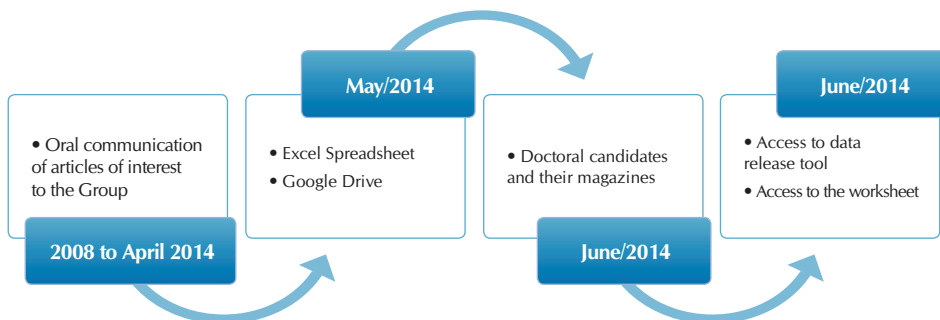 • Oral communication
of articles of interest
to the Group
2008 to April 2014
May/2014
• Excel Spreadsheet
• Google Drive
• Doctoral candidates
and their magazines
June/2014
June/2014
• Access to data
release tool
• Access to the worksheet